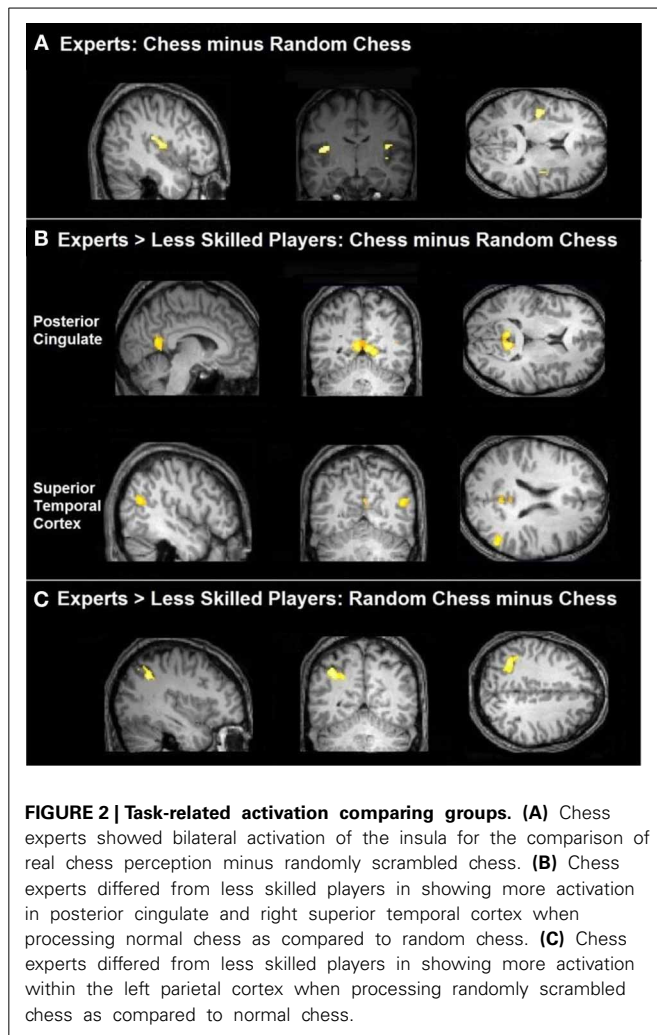 A Experts: Chess minus Random Chess
B Experts > Less Skilled Players: Chess minus Random Chess
Posterior
Cingulate
Superior
Temporal
Cortex
C Experts > Less Skilled Players: Random Chess minus Chess
FIGURE 2 | Task-related activation comparing groups. (A) Chess
experts showed bilateral activation of the insula for the comparison of
real chess perception minus randomly scrambled chess. (B) Chess
experts differed from less skilled players in showing more activation
in posterior cingulate and right superior temporal cortex when
processing normal chess as compared to random chess. (C) Chess
experts differed from less skilled players in showing more activation
within the left parietal cortex when processing randomly scrambled
chess as compared to normal chess.